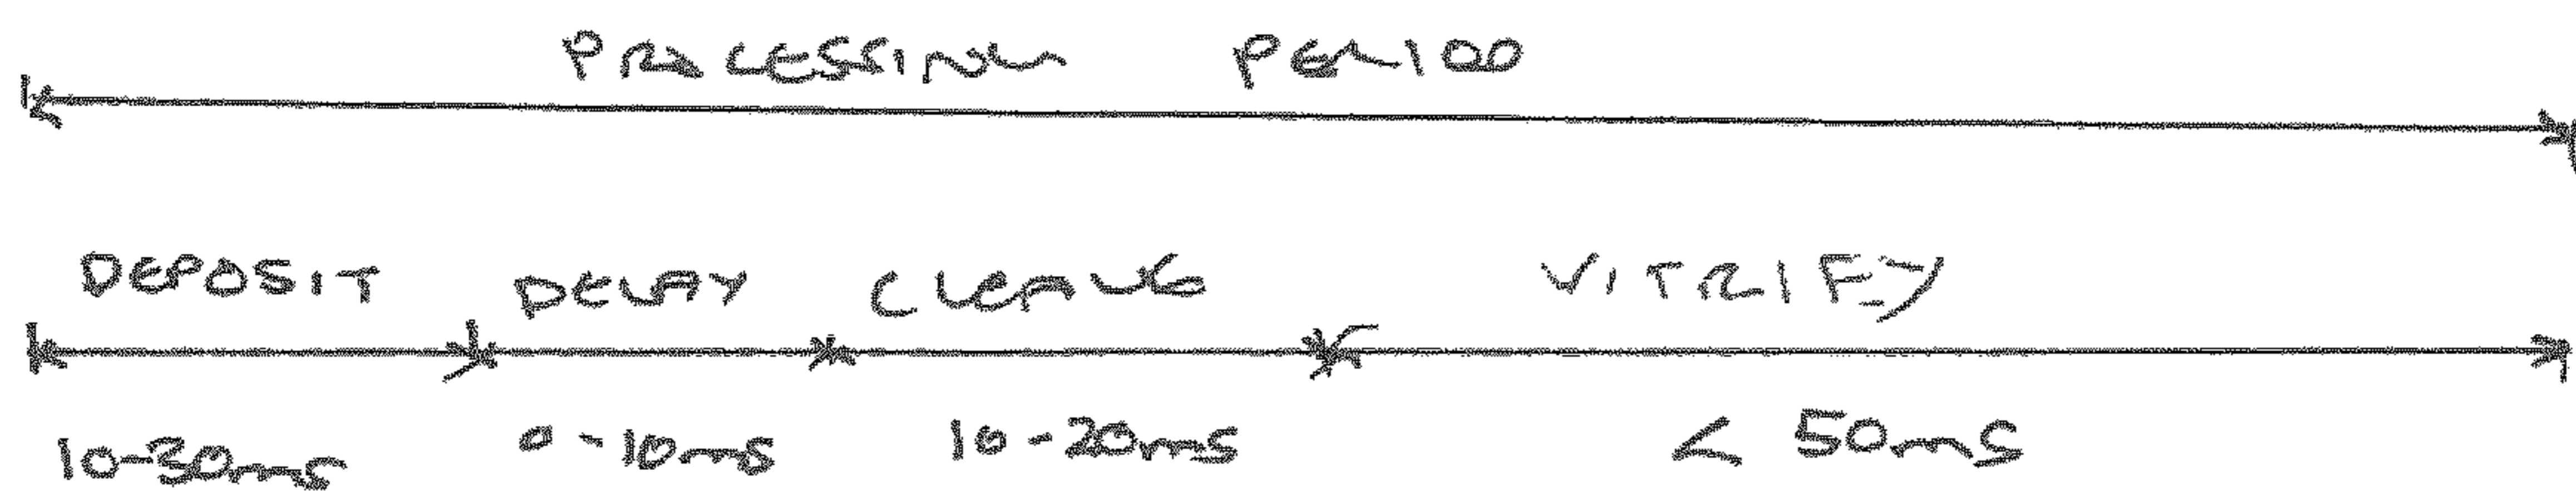 PROCESSING PERIOD
DEPOSIT DELAY CLEAVE VITRIFY
10-30ms 0-10ms 10-20ms < 50ms